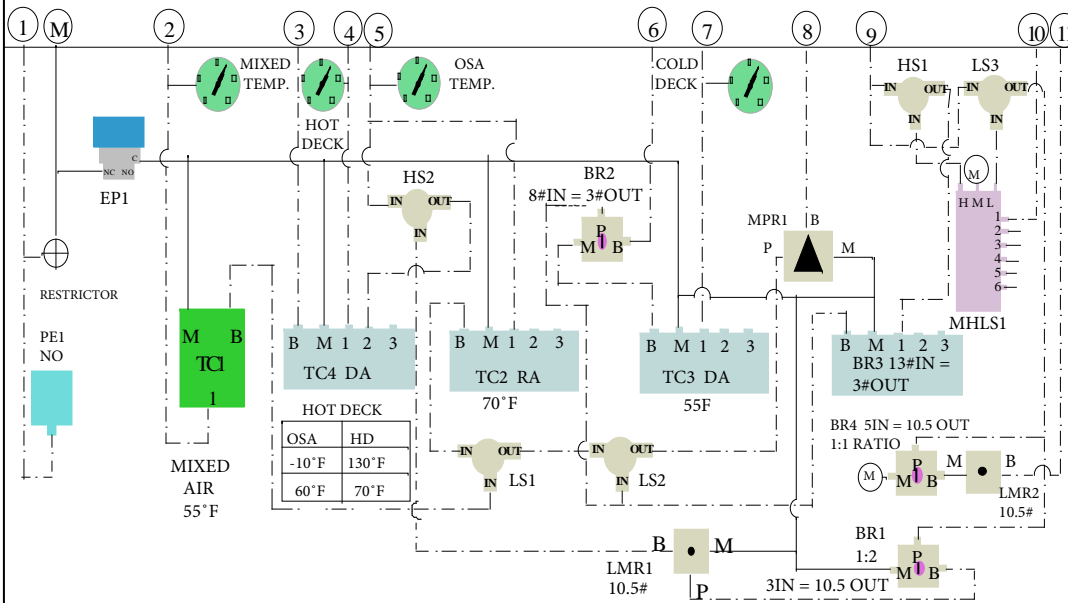 1 M 2 3 4 5 6 7 8 9 10 11
MIXED TEMP.
HOT DECK
OSA TEMP.
COLD DECK
HS1
IN OUT
IN
LS3
IN OUT
IN
C
NC NO
EP1
HS2
IN OUT
IN
BR2
8#IN = 3#OUT
P
M B
MPR1 B
P M
M
H M L
1
2
3
4
5
6
MHLS1
RESTRICTOR
PE1
NO
M B
TC1
1
MIXED
AIR
55°F
B M 1 2 3
TC4 DA
B M 1 2 3
TC2 RA
70°F
B M 1 2 3
TC3 DA
55F
B M 1 2 3
BR3 13#IN =
3#OUT
HOT DECK
OSA HD
-10°F 130°F
60°F 70°F
IN OUT
IN
LS1
IN OUT
IN
LS2
BR4 5IN = 10.5 OUT
1:1 RATIO
M
P
M B
M B
LMR2
10.5#
B M
P
LMR1
10.5#
BR1
1:2
P
M B
3IN = 10.5 OUT